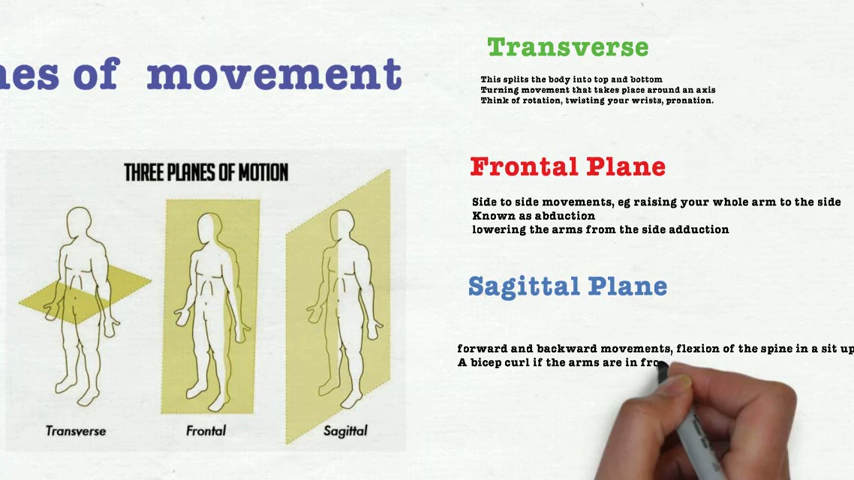 nes of movement
THREE PLANES OF MOTION
Transverse
Frontal
Sagittal
Transverse
This splits the body into top and bottom
Turning movement that takes place around an axis
Think of rotation, twisting your wrists, pronation.
Frontal Plane
Side to side movements, eg raising your whole arm to the side
Known as abduction
lowering the arms from the side adduction
Sagittal Plane
forward and backward movements, flexion of the spine in a sit up
A bicep curl if the arms are in fro